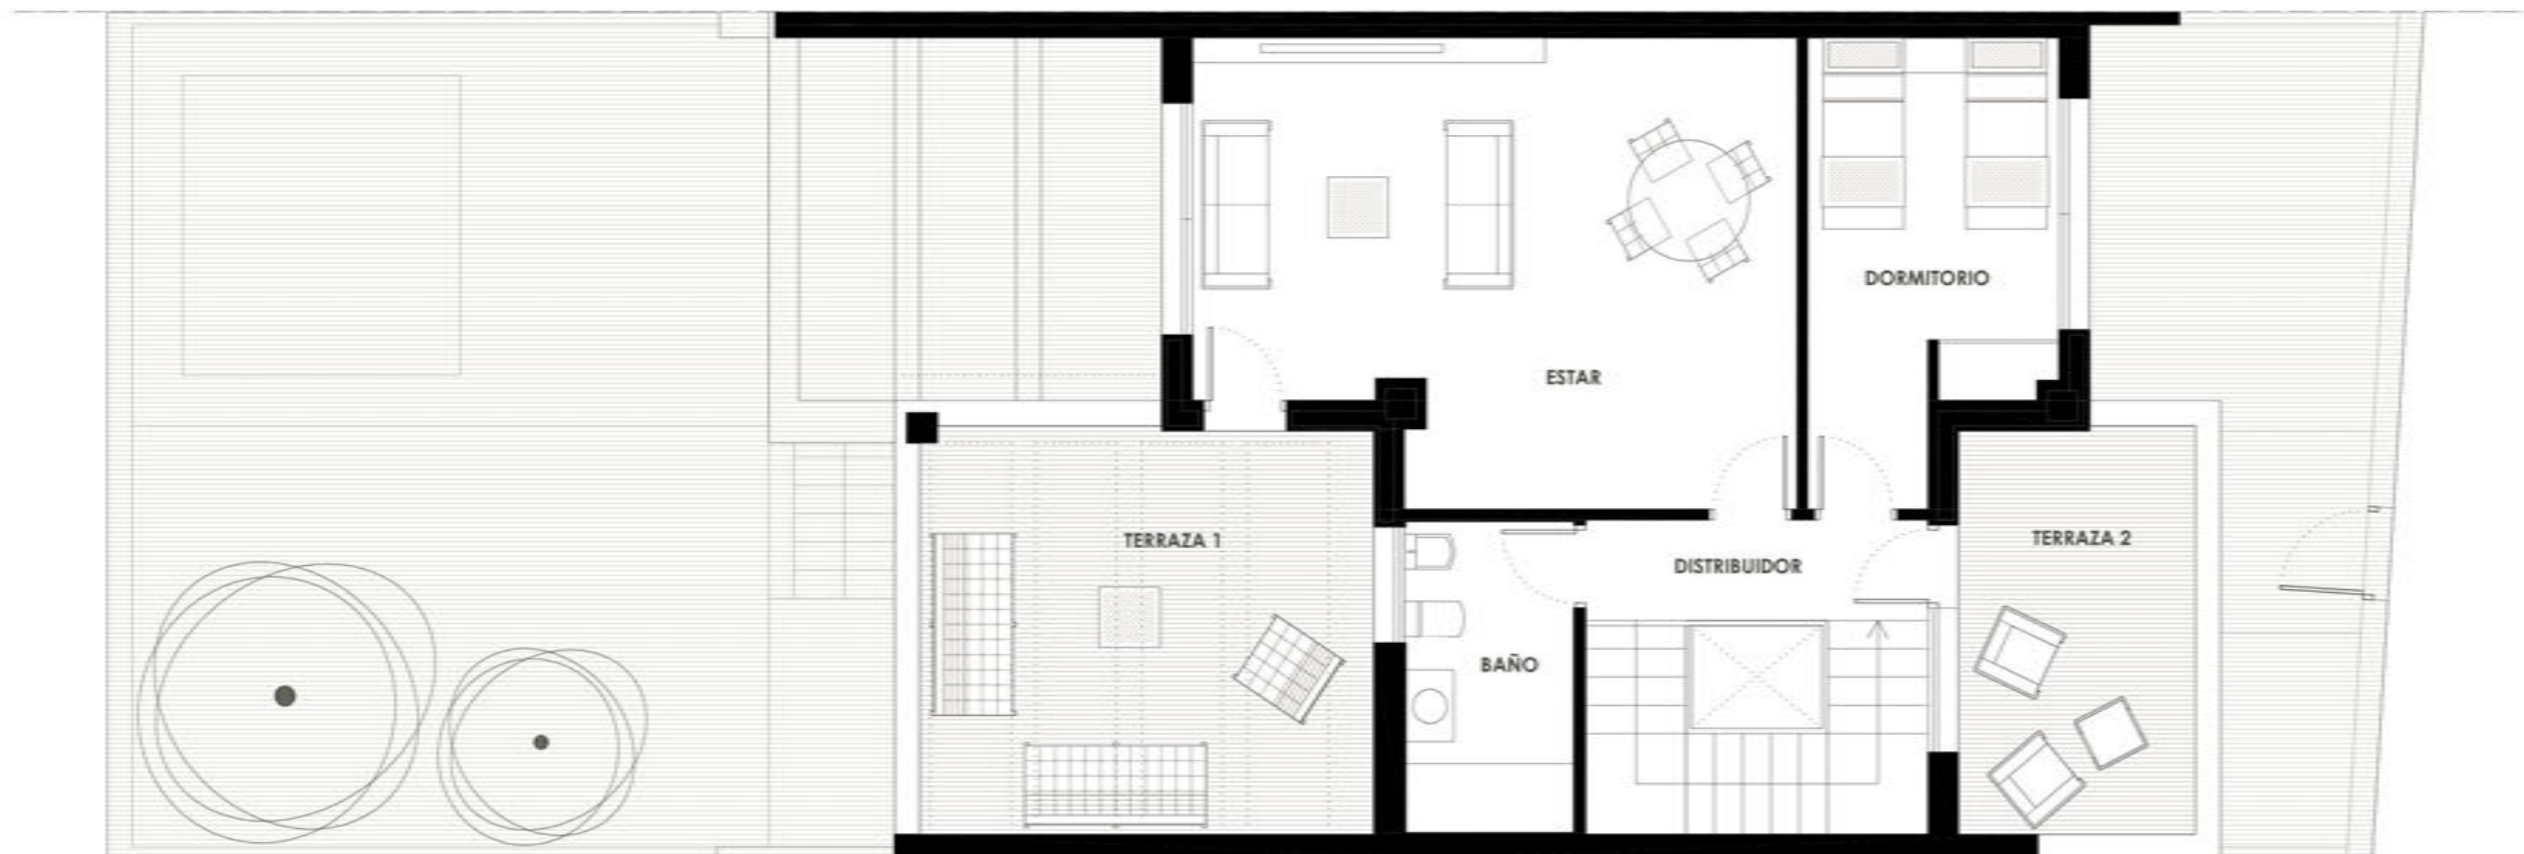 DORMITORIO
ESTAR
TERRAZA 1
TERRAZA 2
DISTRIBUIDOR
BAÑO